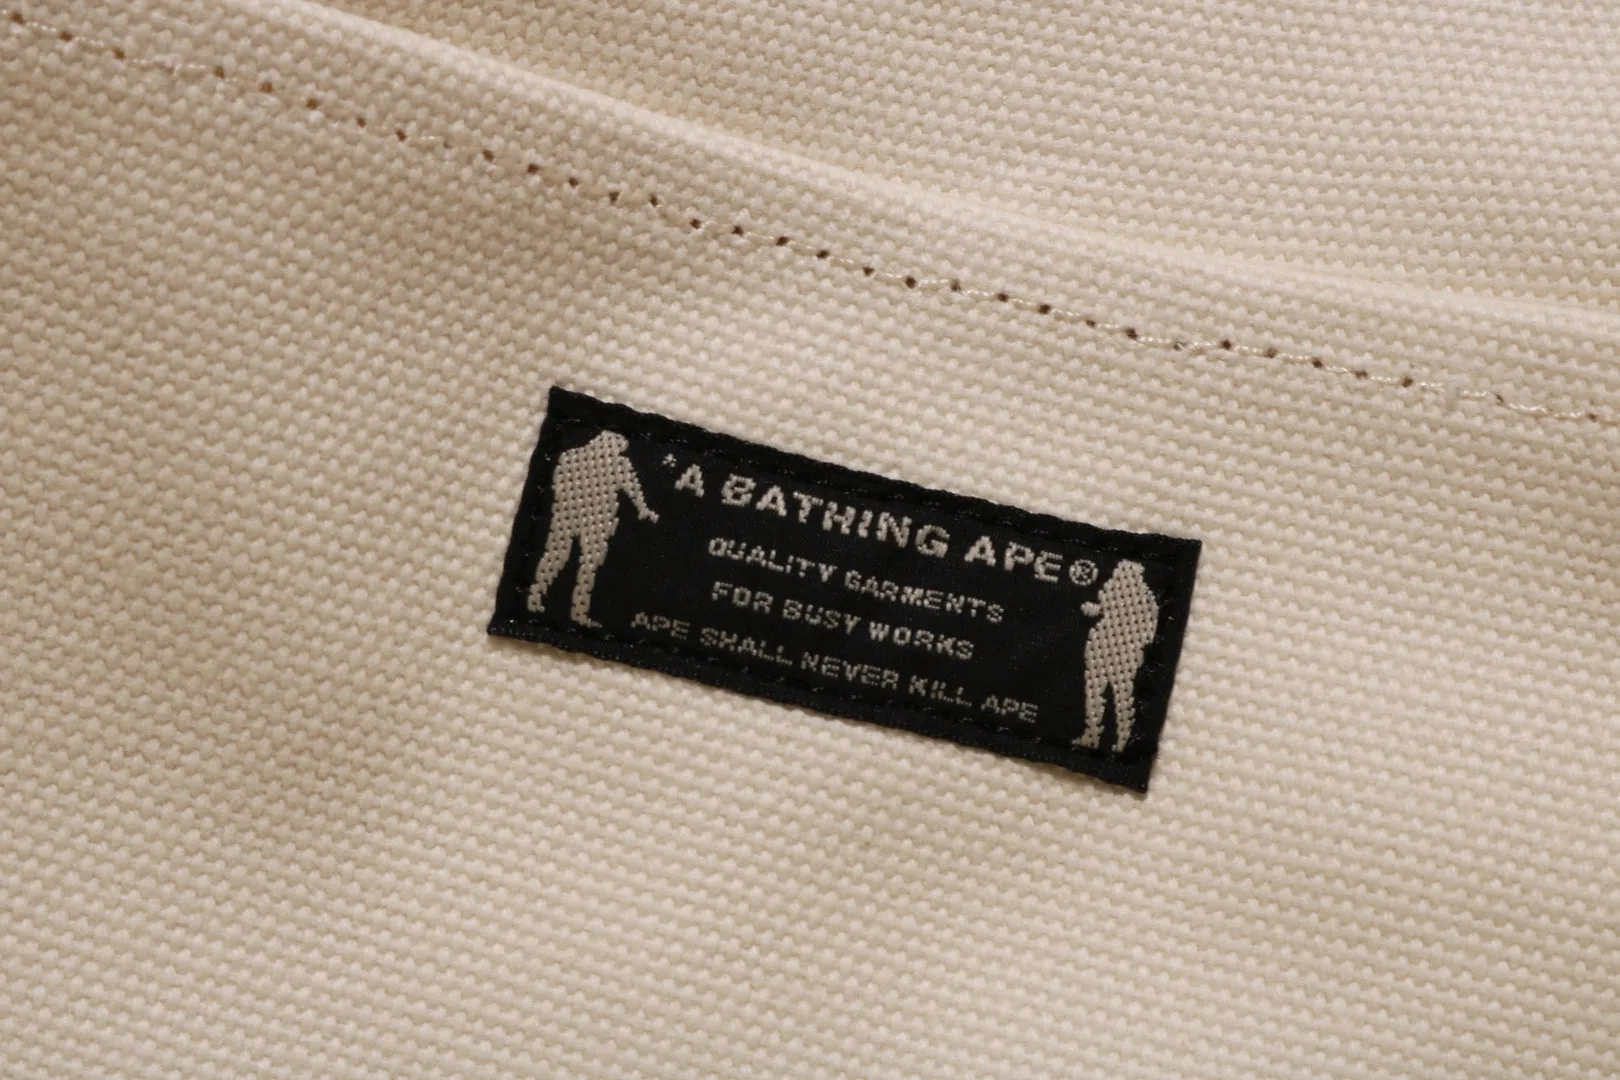 *A BATHING APE®
QUALITY GARMENTS
FOR BUSY WORKS
APE SHALL NEVER KILL APE